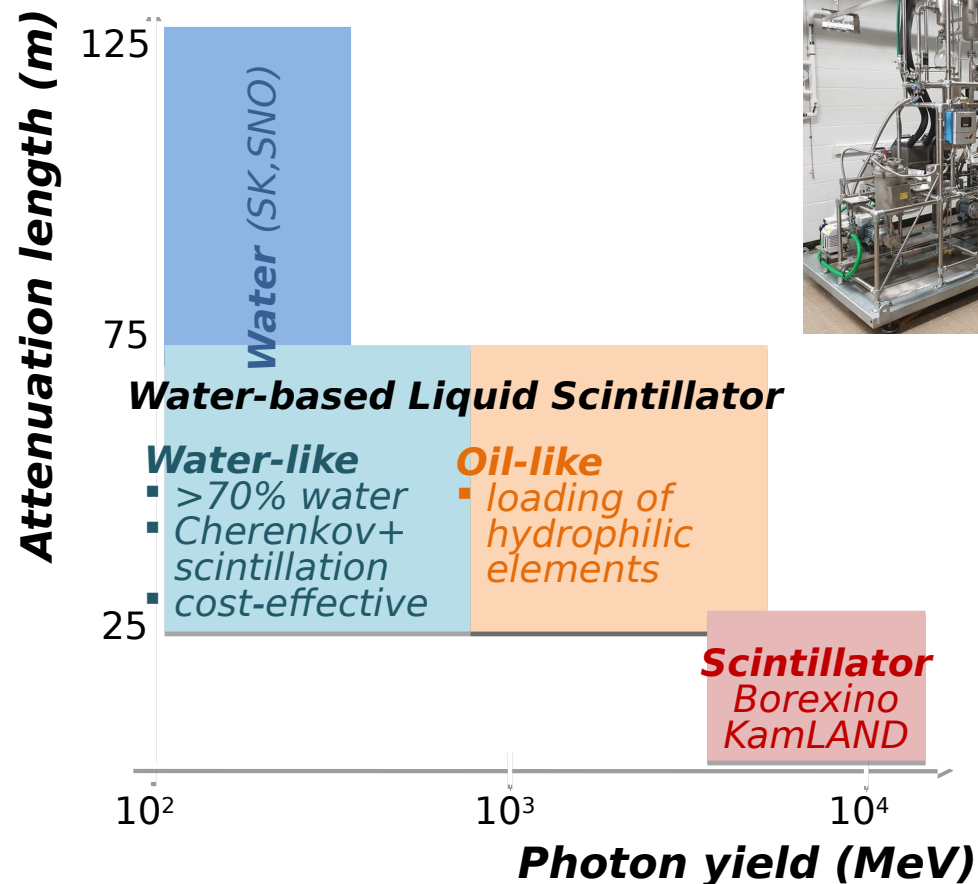 Attenuation length (m)
125
75
25
Water (SK,SNO)
Water-based Liquid Scintillator
Water-like
▪ >70% water
▪ Cherenkov+
scintillation
▪ cost-effective
Oil-like
▪ loading of
hydrophilic
elements
Scintillator
Borexino
KamLAND
10²
10³
10⁴
Photon yield (MeV)